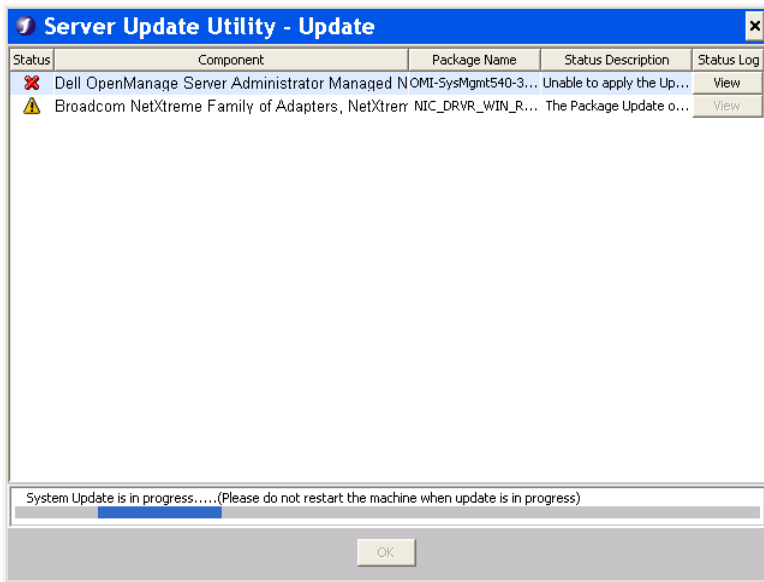 Server Update Utility - Update
Status Component Package Name Status Description Status Log
Dell OpenManage Server Administrator Managed N OMI-SysMgmt540-3... Unable to apply the Up... View
Broadcom NetXtreme Family of Adapters, NetXtrem NIC_DRVR_WIN_R... The Package Update o... View
System Update is in progress.....(Please do not restart the machine when update is in progress)
OK